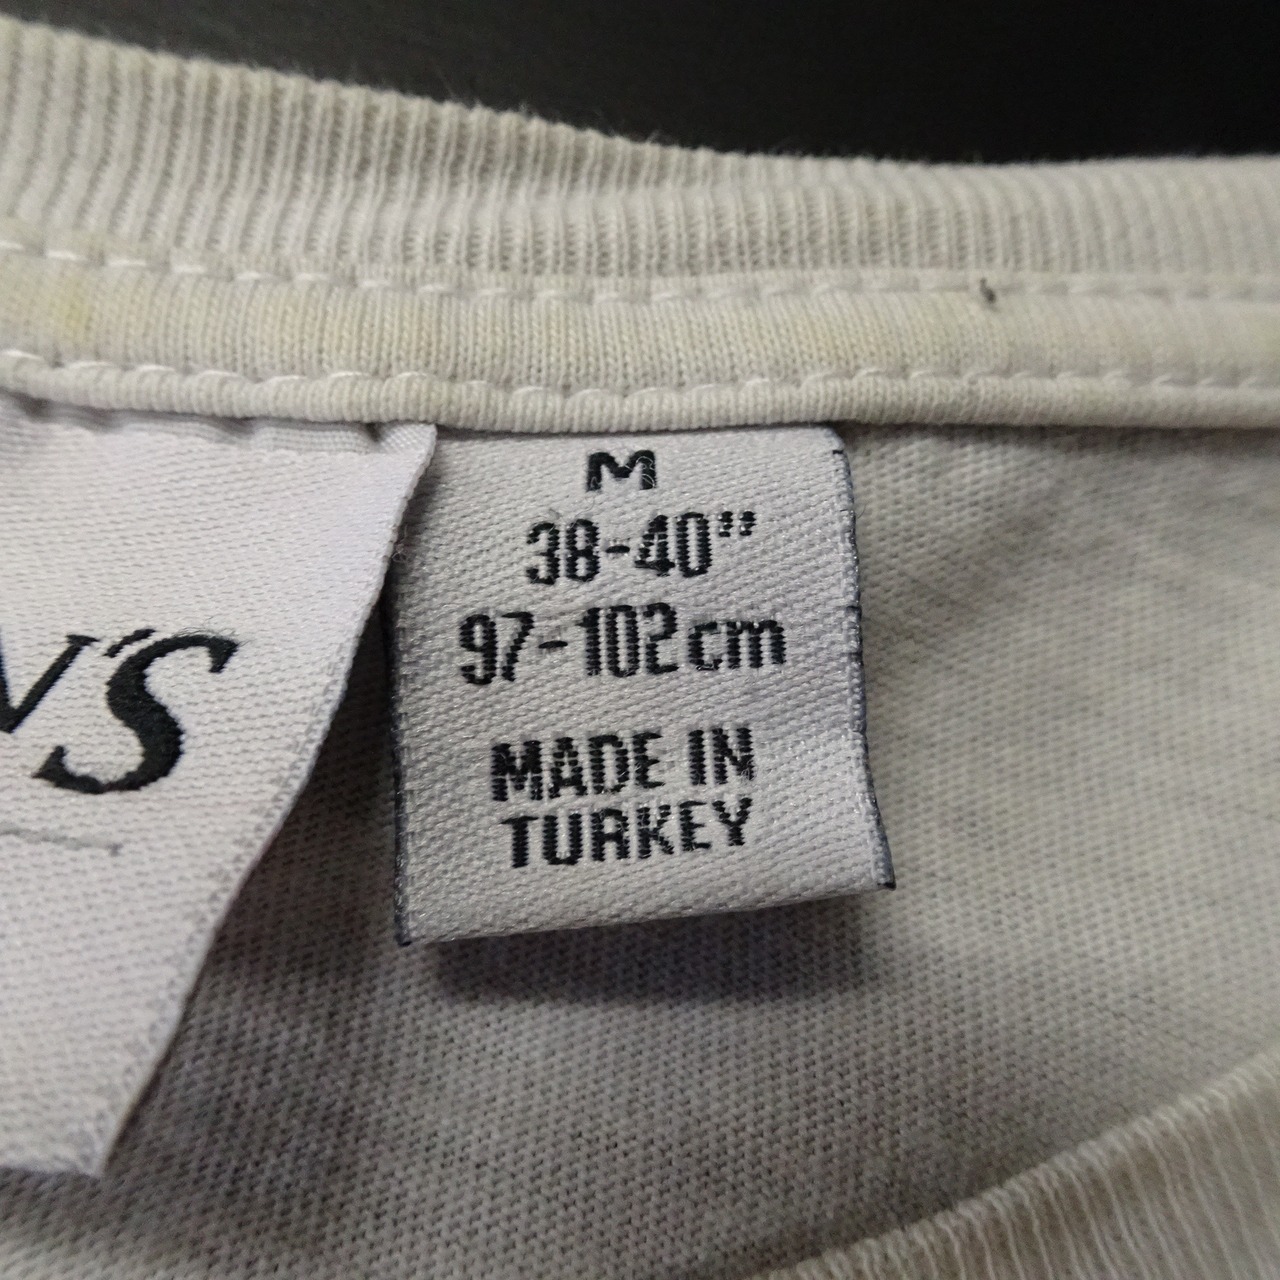 N'S
M
38-40”
97-102cm
MADE IN
TURKEY